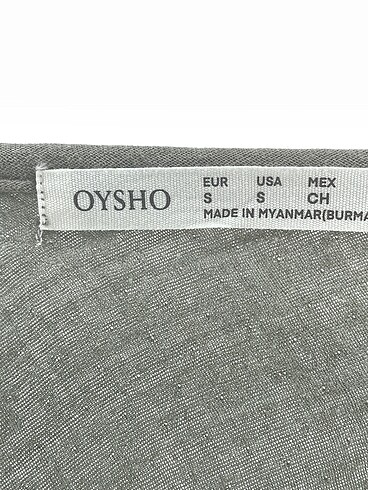 OYSHO
EUR USA MEX
S S CH
MADE IN MYANMAR(BURMA